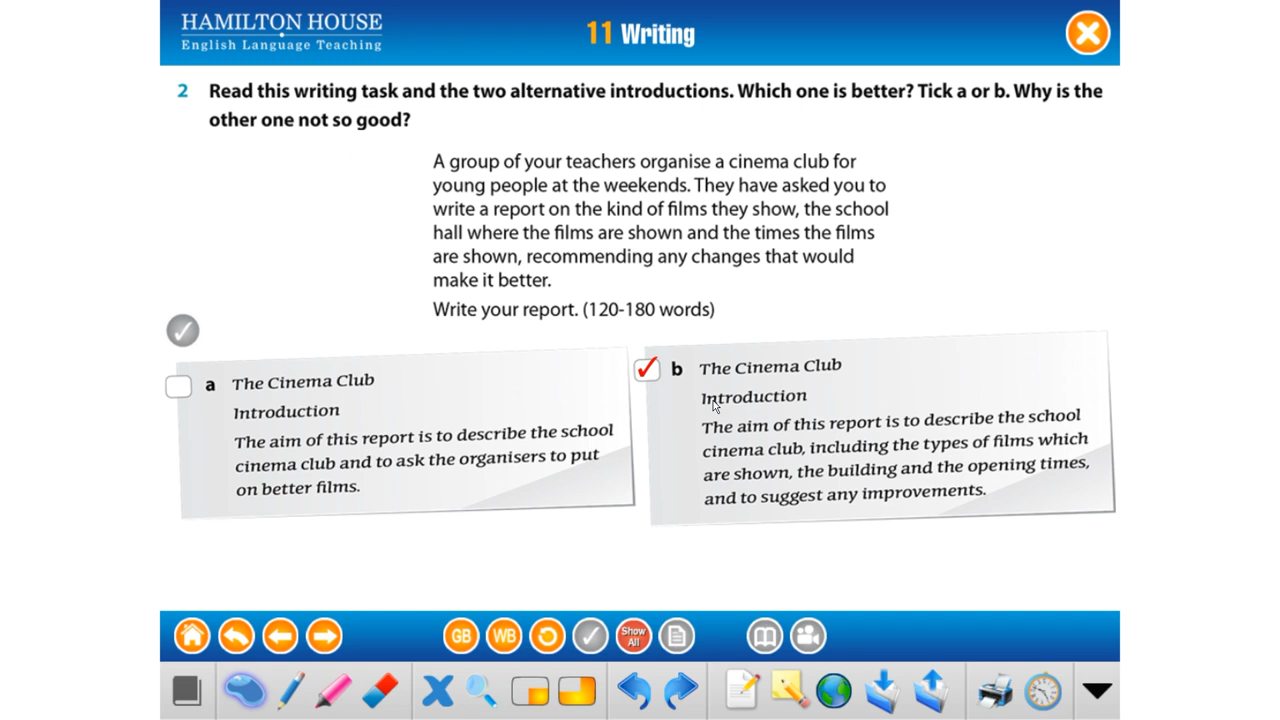 HAMILTON HOUSE
English Language Teaching
11 Writing
2 Read this writing task and the two alternative introductions. Which one is better? Tick a or b. Why is the
other one not so good?
A group of your teachers organise a cinema club for
young people at the weekends. They have asked you to
write a report on the kind of films they show, the school
hall where the films are shown and the times the films
are shown, recommending any changes that would
make it better.
Write your report. (120-180 words)
a The Cinema Club
Introduction
The aim of this report is to describe the school
cinema club and to ask the organisers to put
on better films.
b The Cinema Club
Introduction
The aim of this report is to describe the school
cinema club, including the types of films which
are shown, the building and the opening times,
and to suggest any improvements.
GB
WB
Show
All